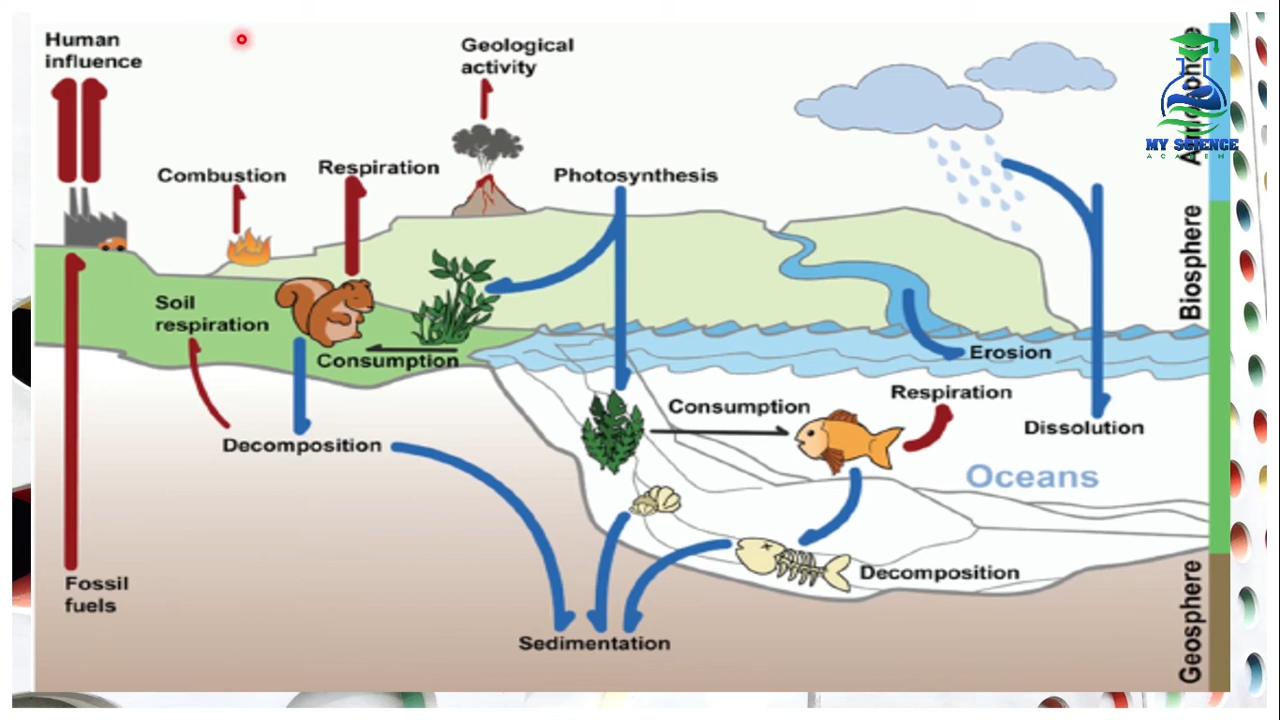 Human
influence
Geological
activity
Combustion
Respiration
Photosynthesis
MY SCIENCE
ACADEMY
Soil
respiration
Consumption
Erosion
Respiration
Consumption
Dissolution
Decomposition
Oceans
Fossil
fuels
Decomposition
Sedimentation
Biosphere
Geosphere